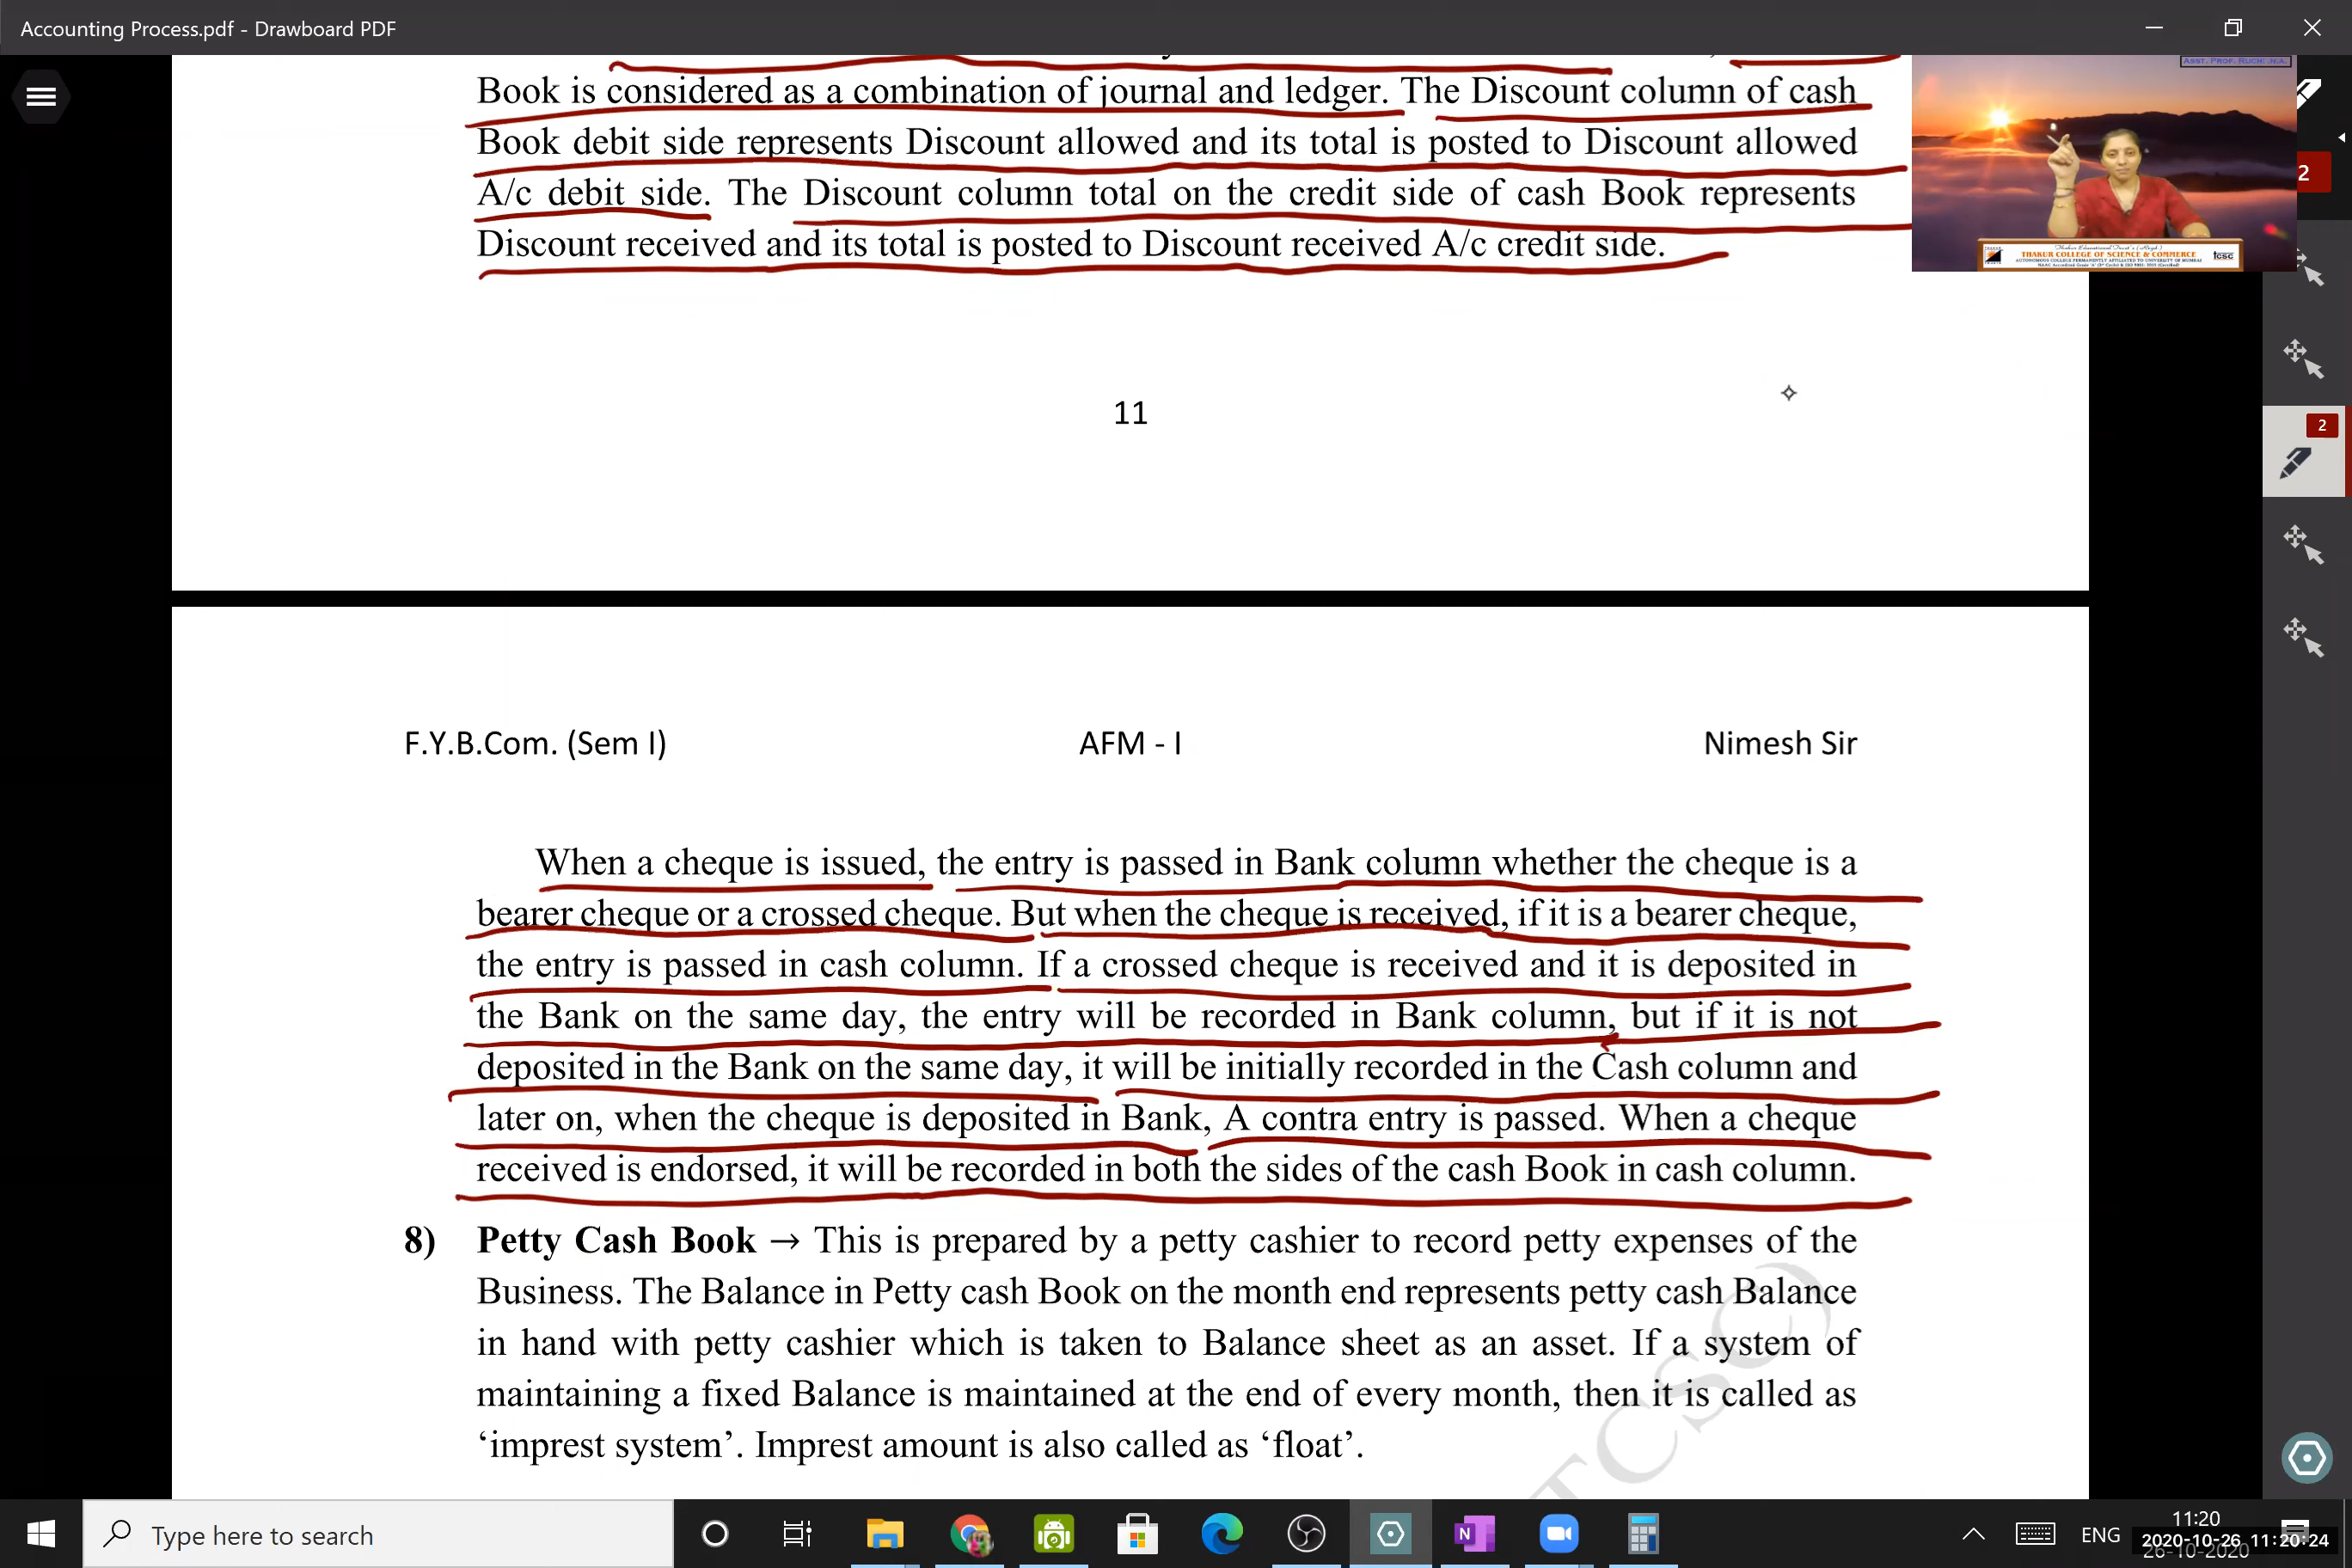 Accounting Process.pdf - Drawboard PDF
Book is considered as a combination of journal and ledger. The Discount column of cash
Book debit side represents Discount allowed and its total is posted to Discount allowed
A/c debit side. The Discount column total on the credit side of cash Book represents
Discount received and its total is posted to Discount received A/c credit side.
ASST. PROF. RUCHI
THAKUR COLLEGE OF SCIENCE & COMMERCE
tcsc
2
2
11
F.Y.B.Com. (Sem I) AFM - I Nimesh Sir
When a cheque is issued, the entry is passed in Bank column whether the cheque is a
bearer cheque or a crossed cheque. But when the cheque is received, if it is a bearer cheque,
the entry is passed in cash column. If a crossed cheque is received and it is deposited in
the Bank on the same day, the entry will be recorded in Bank column, but if it is not
deposited in the Bank on the same day, it will be initially recorded in the Cash column and
later on, when the cheque is deposited in Bank, A contra entry is passed. When a cheque
received is endorsed, it will be recorded in both the sides of the cash Book in cash column.
8) Petty Cash Book → This is prepared by a petty cashier to record petty expenses of the
Business. The Balance in Petty cash Book on the month end represents petty cash Balance
in hand with petty cashier which is taken to Balance sheet as an asset. If a system of
maintaining a fixed Balance is maintained at the end of every month, then it is called as
‘imprest system’. Imprest amount is also called as ‘float’.
TCSC)
Type here to search
N
ENG
11:20
2020-10-26 11:20:24
26-10-2020